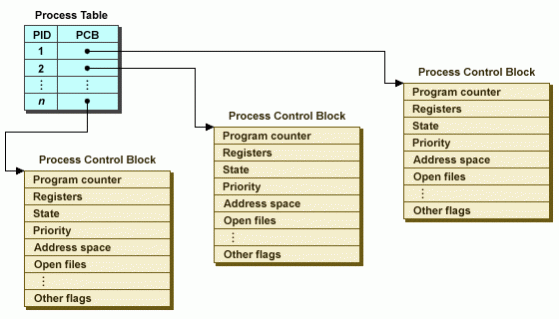 Process Table
PID PCB
1
2
⋮ ⋮
n
Process Control Block
Program counter
Registers
State
Priority
Address space
Open files
⋮
Other flags
Process Control Block
Program counter
Registers
State
Priority
Address space
Open files
⋮
Other flags
Process Control Block
Program counter
Registers
State
Priority
Address space
Open files
⋮
Other flags